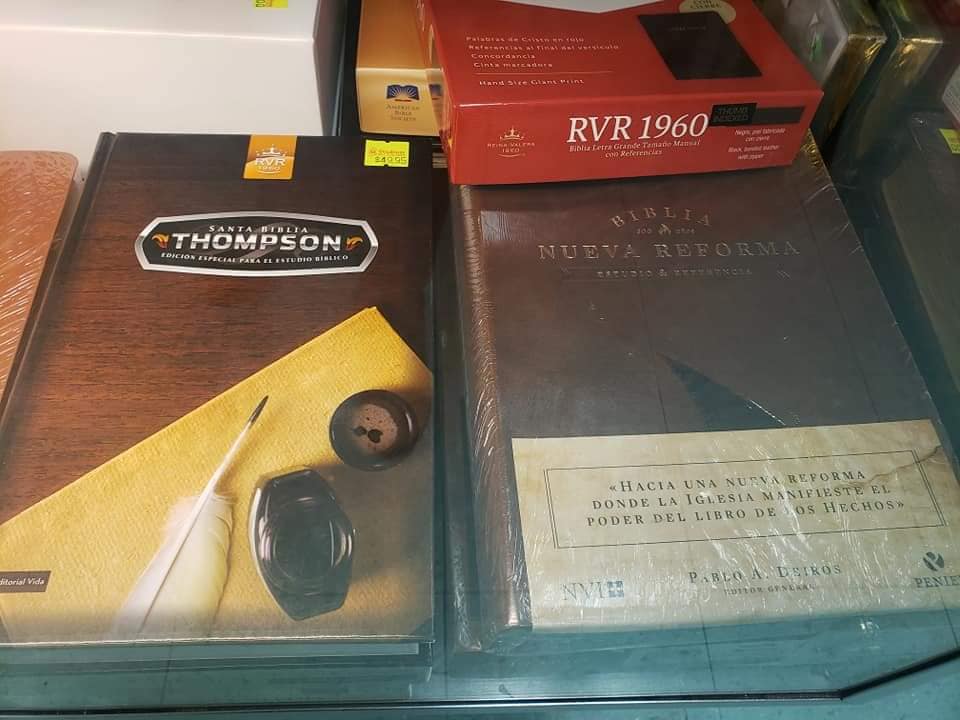 Palabras de Cristo en rojo
Referencias al final del versículo
Concordancia
Cinta marcadora
Hand Size Giant Print
AMERICAN
BIBLE
SOCIETY
REINA-VALERA
1960
RVR 1960
Biblia Letra Grande Tamaño Manual
con Referencias
THUMB
INDEXED
Negro, piel fabricada
con cierre
Black, bonded leather
with zipper
RVR
1960
$49.95
SANTA BIBLIA
THOMPSON
EDICIÓN ESPECIAL PARA EL ESTUDIO BÍBLICO
ditorial Vida
BIBLIA
NUEVA REFORMA
ESTUDIO & REFERENCIA
«HACIA UNA NUEVA REFORMA
DONDE LA IGLESIA MANIFIESTE EL
PODER DEL LIBRO DE LOS HECHOS»
NVI
PABLO A. DEIROS
EDITOR GENERAL
PENIE